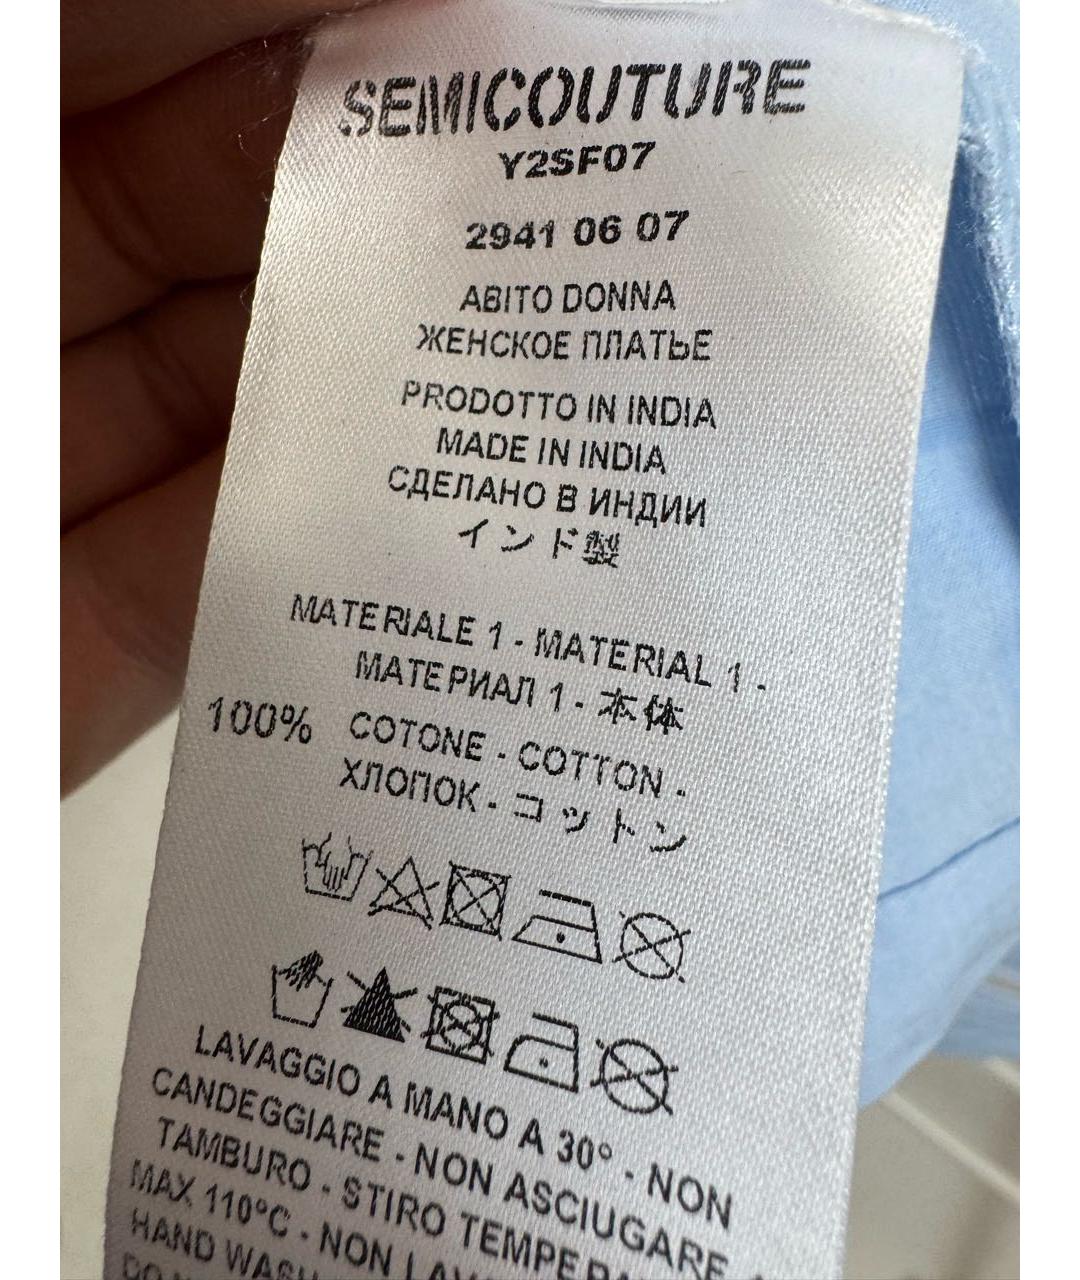 SEMICOUTURE
Y2SF07
2941 06 07
ABITO DONNA
ЖЕНСКОЕ ПЛАТЬЕ
PRODOTTO IN INDIA
MADE IN INDIA
СДЕЛАНО В ИНДИИ
インド製
MATERIALE 1 - MATERIAL 1 -
МАТЕРИАЛ 1 - 本体
100% COTONE - COTTON -
ХЛОПОК - コットン
LAVAGGIO A MANO A 30° - NON
CANDEGGIARE - NON ASCIUGARE
TAMBURO - STIRO
MAX 110°C - NON
HAND